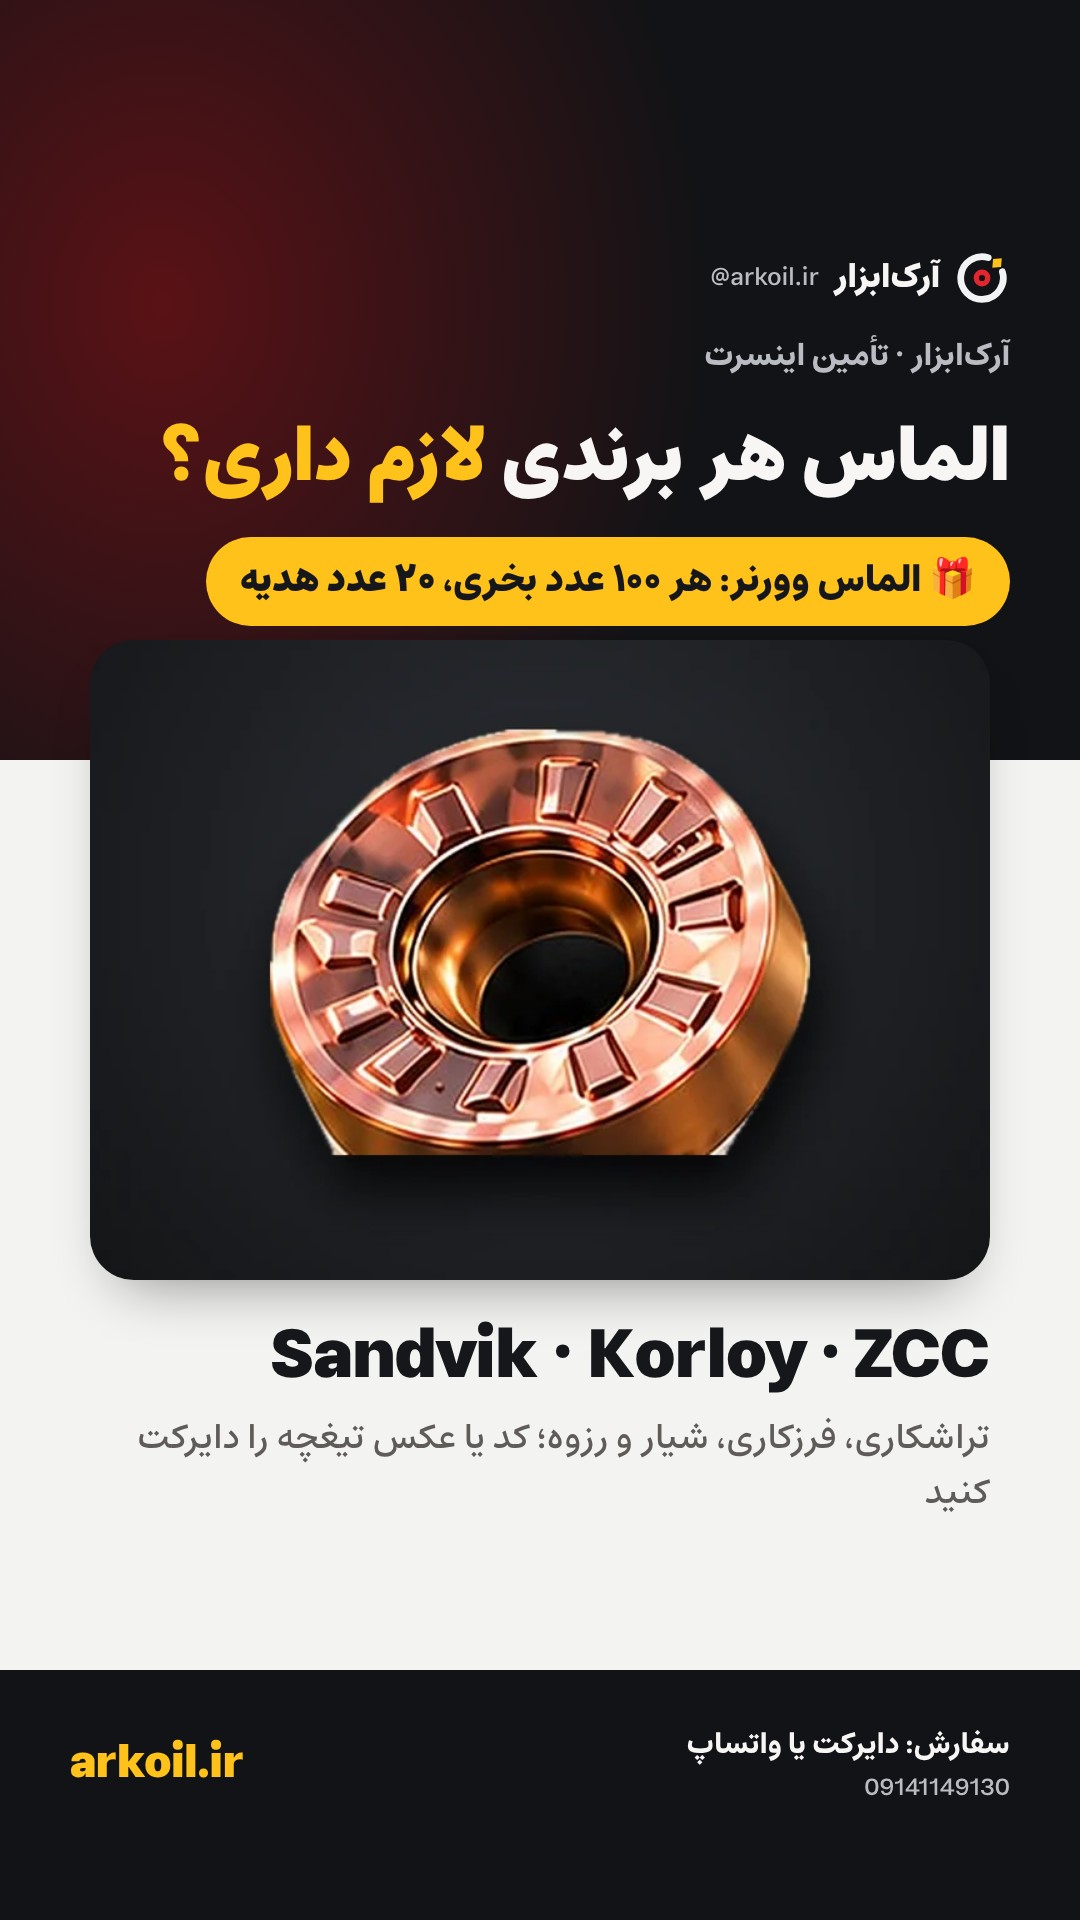 آرک‌ابزار @arkoil.ir
آرک‌ابزار · تأمین اینسرت
الماس هر برندی لازم داری؟
🎁 الماس وورنر: هر ۱۰۰ عدد بخری، ۲۰ عدد هدیه
Sandvik · Korloy · ZCC
تراشکاری، فرزکاری، شیار و رزوه؛ کد یا عکس تیغچه را دایرکت
کنید
سفارش: دایرکت یا واتساپ
09141149130
arkoil.ir